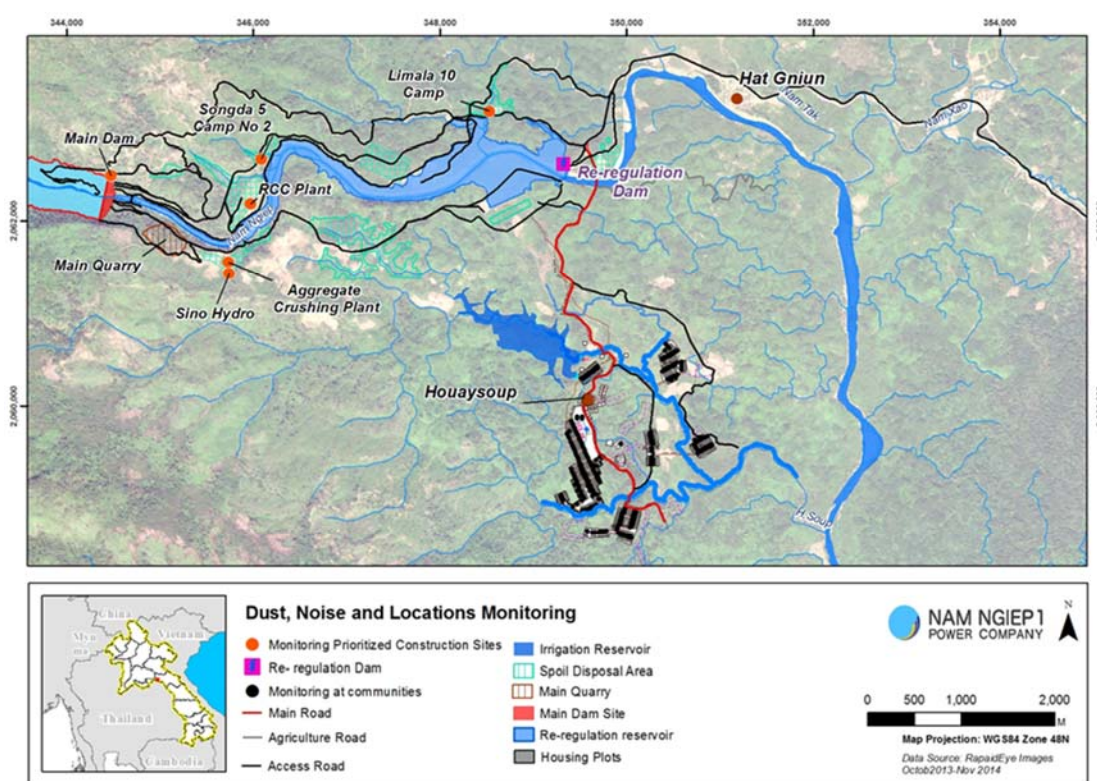 344,000
346,000
348,000
350,000
352,000
354,000
Limala 10
Camp
Hat Gniun
Nam Tak
Nam Xao
Songda 5
Camp No 2
Main Dam
Re-regulation
Dam
RCC Plant
Nam Ngiep
2,062,000
Main Quarry
Aggregate
Crushing Plant
Sino Hydro
2,060,000
Houaysoup
H. Soup
China
Mya
ma
Vietnam
Thailand
Cambodia
Dust, Noise and Locations Monitoring
Monitoring Prioritized Construction Sites
Re- regulation Dam
Monitoring at communities
Main Road
Agriculture Road
Access Road
Irrigation Reservoir
Spoil Disposal Area
Main Quarry
Main Dam Site
Re-regulation reservoir
Housing Plots
NAM NGIEP 1
POWER COMPANY
N
0 500 1,000 2,000
M
Map Projection: WGS84 Zone 48N
Data Source: RapaidEye Images
Octob2013-Nov 2014